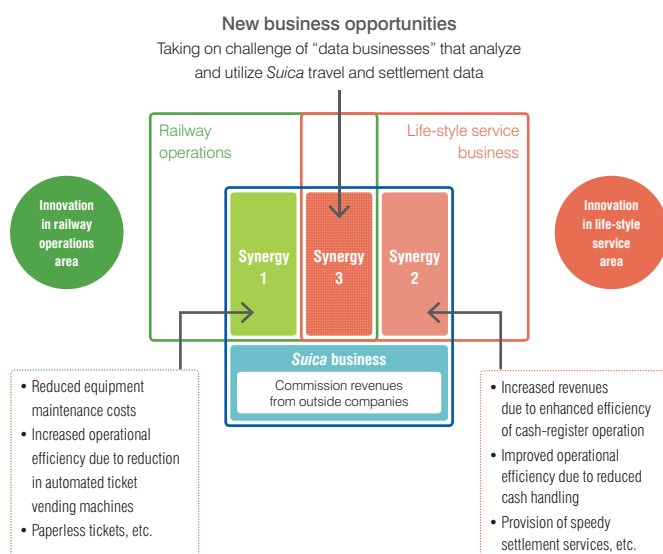 New business opportunities
Taking on challenge of “data businesses” that analyze
and utilize Suica travel and settlement data
Railway
operations
Life-style service
business
Innovation
in railway
operations
area
Innovation
in life-style
service
area
Synergy
1
Synergy
3
Synergy
2
Suica business
Commission revenues
from outside companies
• Reduced equipment
maintenance costs
• Increased operational
efficiency due to reduction
in automated ticket
vending machines
• Paperless tickets, etc.
• Increased revenues
due to enhanced efficiency
of cash-register operation
• Improved operational
efficiency due to reduced
cash handling
• Provision of speedy
settlement services, etc.